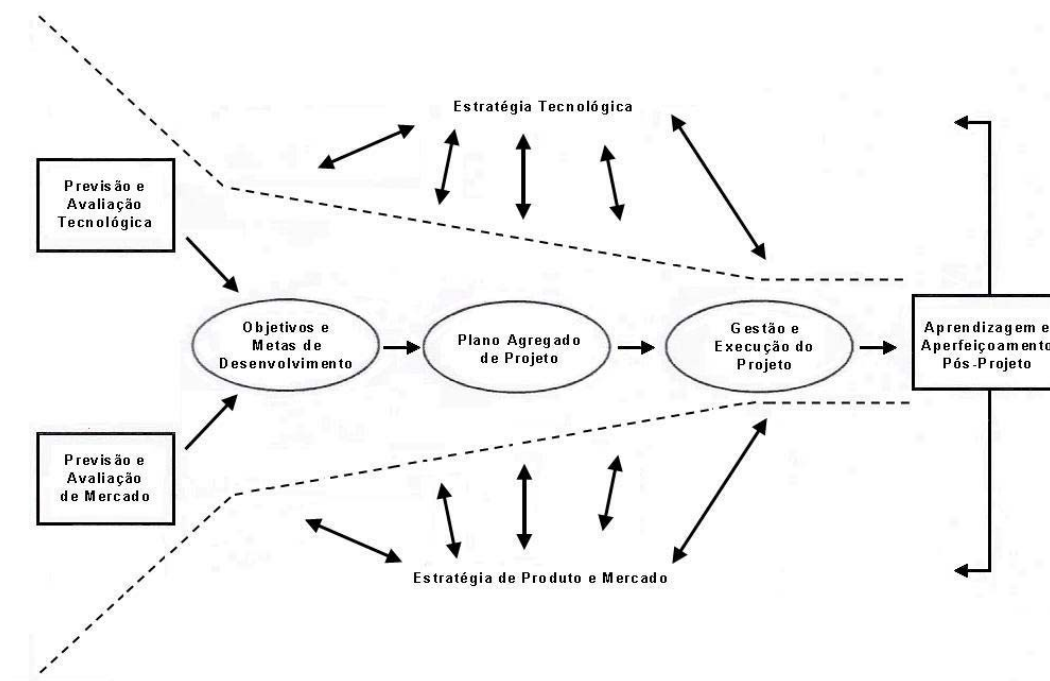 Estratégia Tecnológica
Previsão e
Avaliação
Tecnológica
Objetivos e
Metas de
Desenvolvimento
Plano Agregado
de Projeto
Gestão e
Execução do
Projeto
Aprendizagem e
Aperfeiçoamento
Pós-Projeto
Previsão e
Avaliação
de Mercado
Estratégia de Produto e Mercado